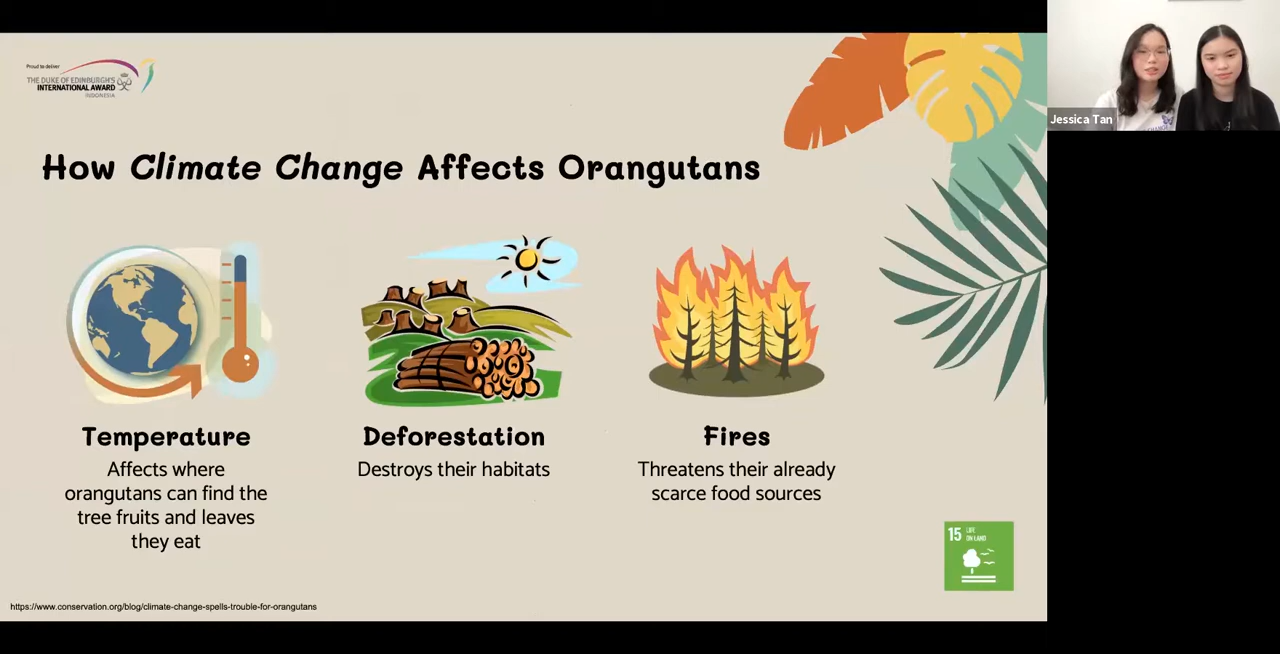 Proud to deliver
THE DUKE OF EDINBURGH'S
INTERNATIONAL AWARD
INDONESIA
Jessica Tan
How Climate Change Affects Orangutans
Temperature
Affects where
orangutans can find the
tree fruits and leaves
they eat
Deforestation
Destroys their habitats
Fires
Threatens their already
scarce food sources
15 LIFE
ON LAND
https://www.conservation.org/blog/climate-change-spells-trouble-for-orangutans